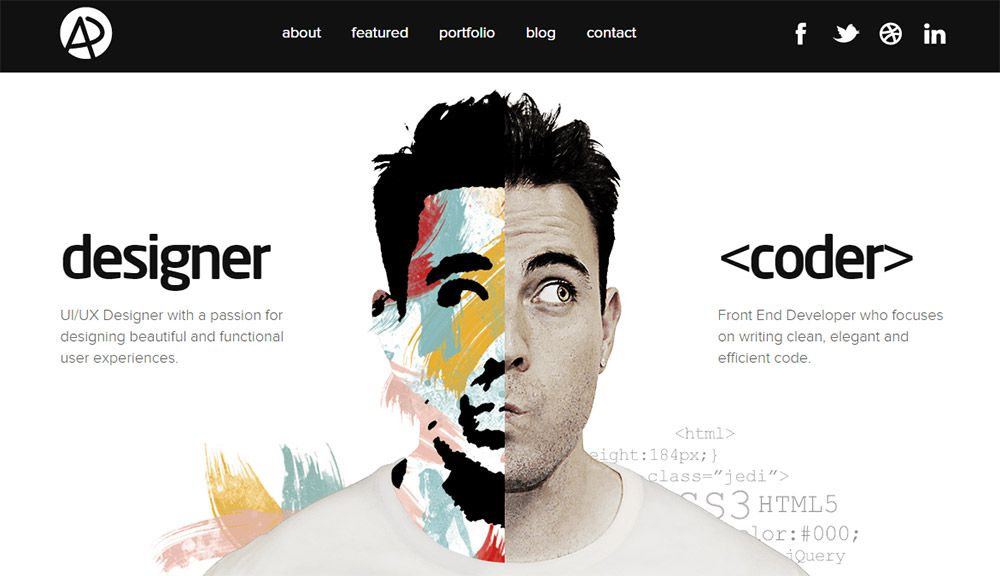 AP
about featured portfolio blog contact
designer
UI/UX Designer with a passion for
designing beautiful and functional
user experiences.
<coder>
Front End Developer who focuses
on writing clean, elegant and
efficient code.
<html>
eight:184px;}
class="jedi">
SS3 HTML5
lor:#000;
jQuery